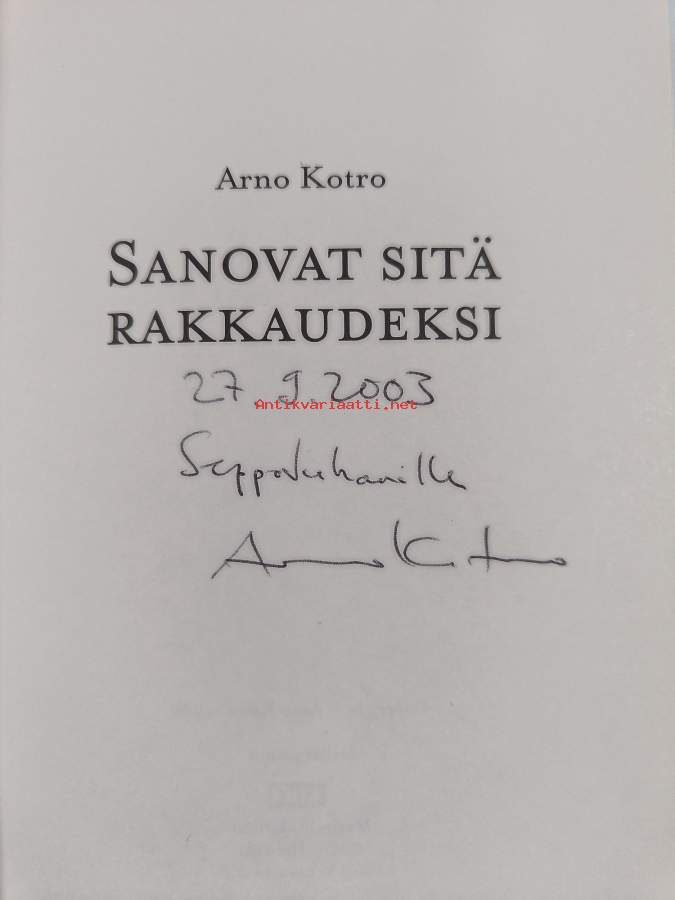 Arno Kotro
SANOVAT SITÄ
RAKKAUDEKSI
27.9.2003
Antikvariaatti.net
Arno Kotro